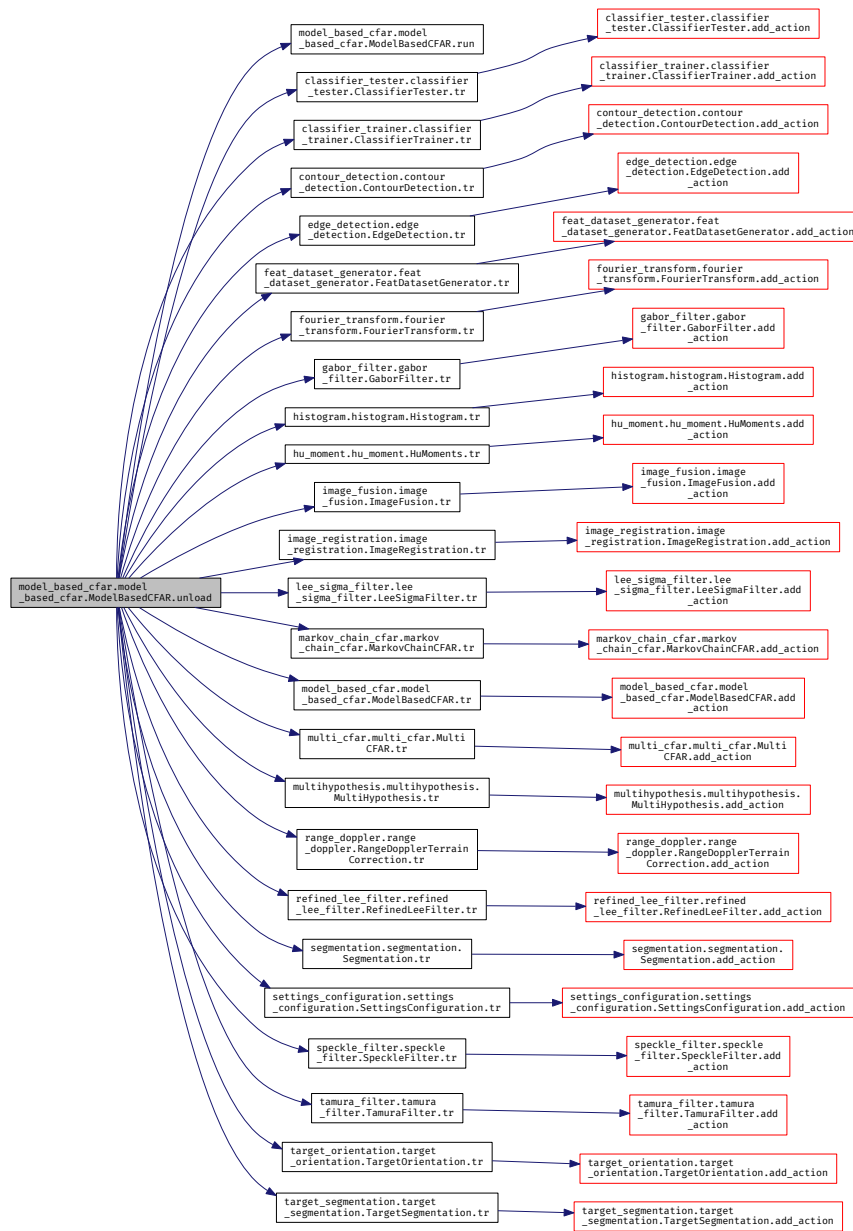 model_based_cfar.model
_based_cfar.ModelBasedCFAR.unload
model_based_cfar.model
_based_cfar.ModelBasedCFAR.run
classifier_tester.classifier
_tester.ClassifierTester.tr
classifier_tester.classifier
_tester.ClassifierTester.add_action
classifier_trainer.classifier
_trainer.ClassifierTrainer.tr
classifier_trainer.classifier
_trainer.ClassifierTrainer.add_action
contour_detection.contour
_detection.ContourDetection.tr
contour_detection.contour
_detection.ContourDetection.add_action
edge_detection.edge
_detection.EdgeDetection.tr
edge_detection.edge
_detection.EdgeDetection.add
_action
feat_dataset_generator.feat
_dataset_generator.FeatDatasetGenerator.tr
feat_dataset_generator.feat
_dataset_generator.FeatDatasetGenerator.add_action
fourier_transform.fourier
_transform.FourierTransform.tr
fourier_transform.fourier
_transform.FourierTransform.add_action
gabor_filter.gabor
_filter.GaborFilter.tr
gabor_filter.gabor
_filter.GaborFilter.add
_action
histogram.histogram.Histogram.tr
histogram.histogram.Histogram.add
_action
hu_moment.hu_moment.HuMoments.tr
hu_moment.hu_moment.HuMoments.add
_action
image_fusion.image
_fusion.ImageFusion.tr
image_fusion.image
_fusion.ImageFusion.add
_action
image_registration.image
_registration.ImageRegistration.tr
image_registration.image
_registration.ImageRegistration.add_action
lee_sigma_filter.lee
_sigma_filter.LeeSigmaFilter.tr
lee_sigma_filter.lee
_sigma_filter.LeeSigmaFilter.add
_action
markov_chain_cfar.markov
_chain_cfar.MarkovChainCFAR.tr
markov_chain_cfar.markov
_chain_cfar.MarkovChainCFAR.add_action
model_based_cfar.model
_based_cfar.ModelBasedCFAR.tr
model_based_cfar.model
_based_cfar.ModelBasedCFAR.add
_action
multi_cfar.multi_cfar.Multi
CFAR.tr
multi_cfar.multi_cfar.Multi
CFAR.add_action
multihypothesis.multihypothesis.
MultiHypothesis.tr
multihypothesis.multihypothesis.
MultiHypothesis.add_action
range_doppler.range
_doppler.RangeDopplerTerrain
Correction.tr
range_doppler.range
_doppler.RangeDopplerTerrain
Correction.add_action
refined_lee_filter.refined
_lee_filter.RefinedLeeFilter.tr
refined_lee_filter.refined
_lee_filter.RefinedLeeFilter.add_action
segmentation.segmentation.
Segmentation.tr
segmentation.segmentation.
Segmentation.add_action
settings_configuration.settings
_configuration.SettingsConfiguration.tr
settings_configuration.settings
_configuration.SettingsConfiguration.add_action
speckle_filter.speckle
_filter.SpeckleFilter.tr
speckle_filter.speckle
_filter.SpeckleFilter.add
_action
tamura_filter.tamura
_filter.TamuraFilter.tr
tamura_filter.tamura
_filter.TamuraFilter.add
_action
target_orientation.target
_orientation.TargetOrientation.tr
target_orientation.target
_orientation.TargetOrientation.add_action
target_segmentation.target
_segmentation.TargetSegmentation.tr
target_segmentation.target
_segmentation.TargetSegmentation.add_action